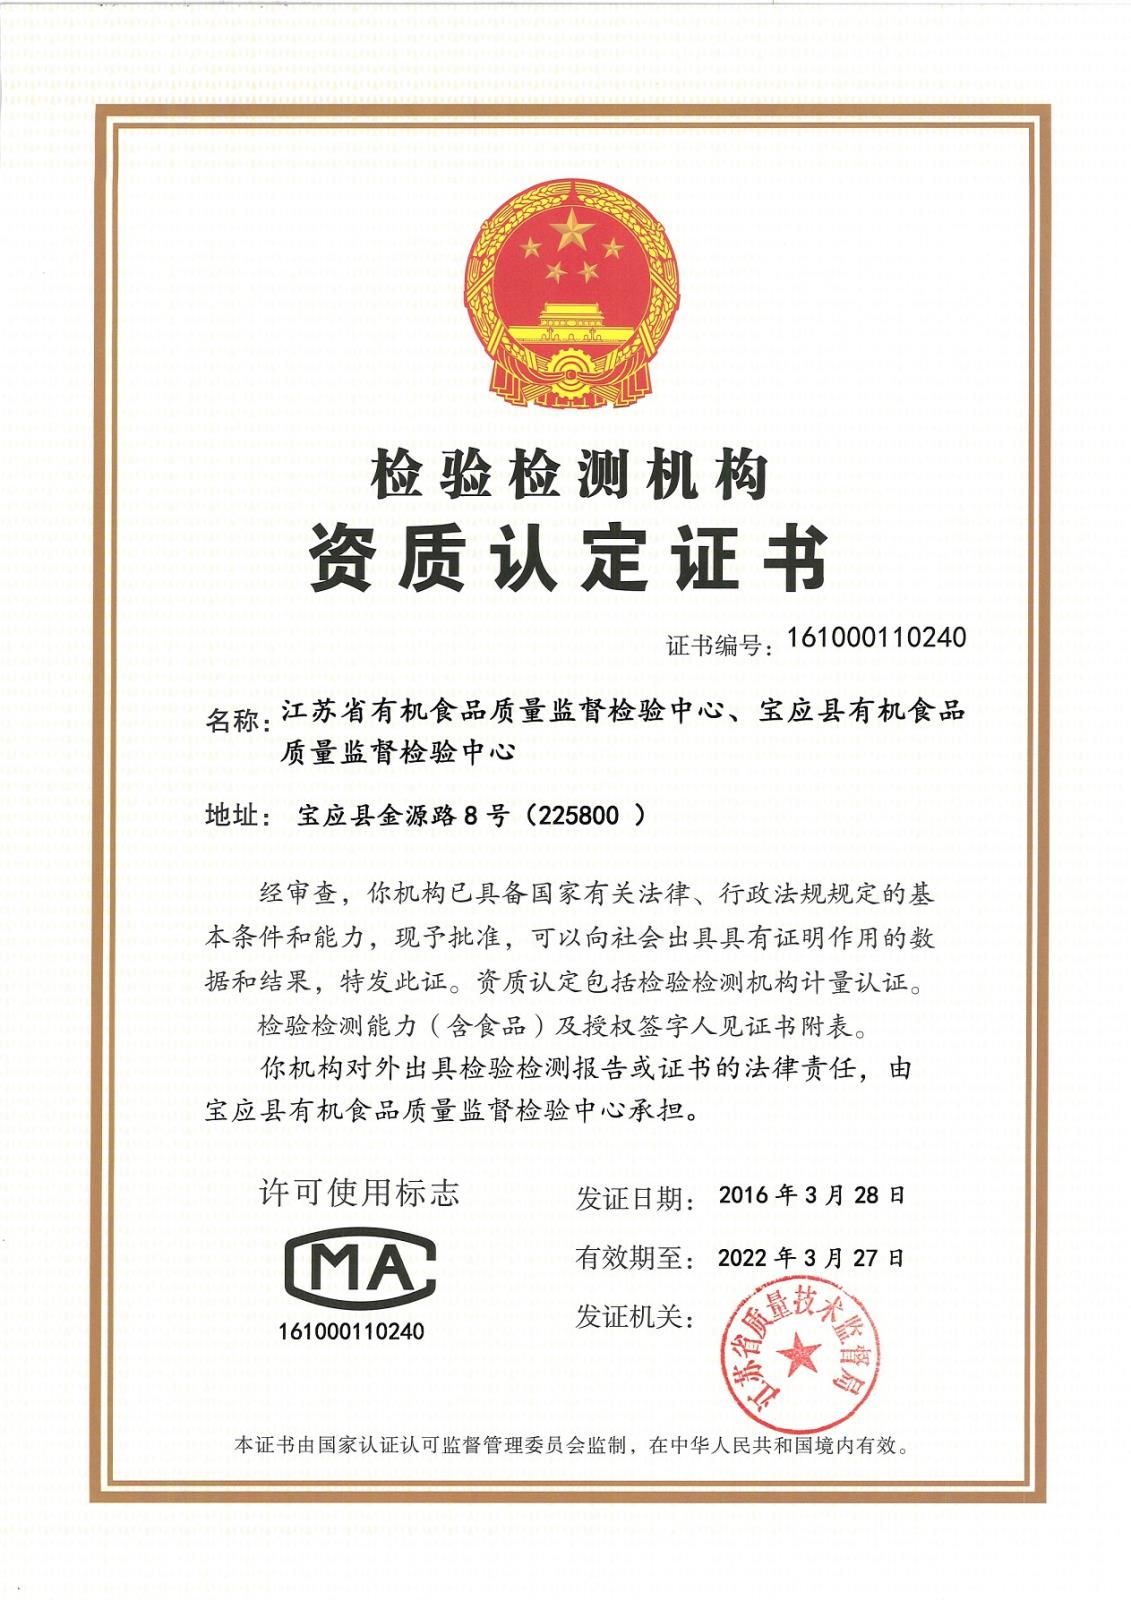 检验检测机构
资质认定证书
证书编号：161000110240
名称：江苏省有机食品质量监督检验中心、宝应县有机食品
质量监督检验中心
地址：宝应县金源路8号（225800 ）
经审查，你机构已具备国家有关法律、行政法规规定的基
本条件和能力，现予批准，可以向社会出具具有证明作用的数
据和结果，特发此证。资质认定包括检验检测机构计量认证。
检验检测能力（含食品）及授权签字人见证书附表。
你机构对外出具检验检测报告或证书的法律责任，由
宝应县有机食品质量监督检验中心承担。
许可使用标志
MA
161000110240
发证日期：2016年3月28日
有效期至：2022年3月27日
发证机关：
江苏省质量技术监督局
本证书由国家认证认可监督管理委员会监制，在中华人民共和国境内有效。